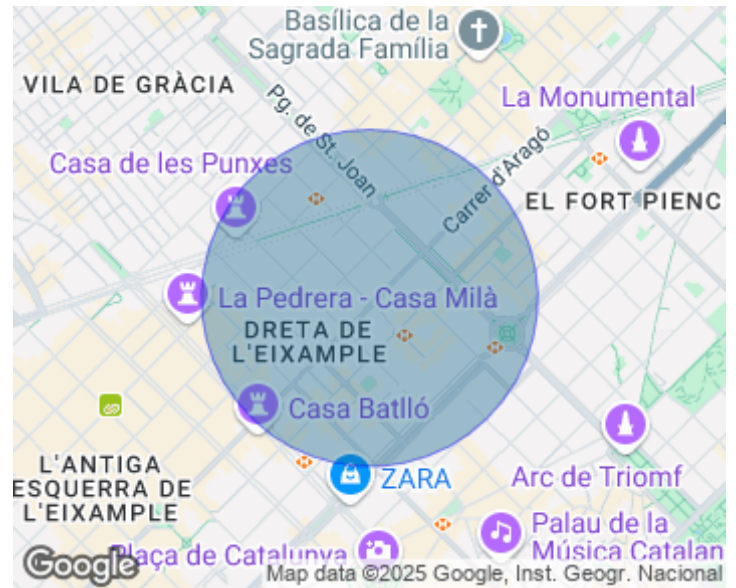 Basílica de la
Sagrada Família
VILA DE GRÀCIA
Pg. de St. Joan
La Monumental
Casa de les Punxes
Carrer d'Aragó
EL FORT PIENC
La Pedrera - Casa Milà
DRETA DE
L'EIXAMPLE
Casa Batlló
L'ANTIGA
ESQUERRA DE
L'EIXAMPLE
ZARA
Arc de Triomf
Palau de la
Música Catalan
Plaça de Catalunya
Google
Map data ©2025 Google, Inst. Geogr. Nacional